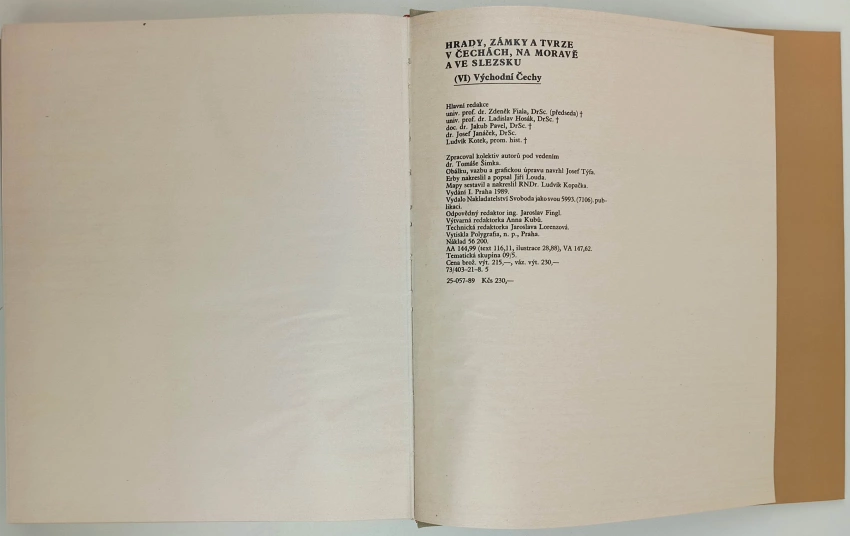 HRADY, ZÁMKY A TVRZE
V ČECHÁCH, NA MORAVĚ
A VE SLEZSKU
(VI) Východní Čechy
Hlavní redakce
univ. prof. dr. Zdeněk Fiala, DrSc. (předseda) †
univ. prof. dr. Ladislav Hosák, DrSc. †
doc. dr. Jakub Pavel, DrSc. †
dr. Josef Janáček, DrSc.
Ludvík Kotek, prom. hist. †
Zpracoval kolektiv autorů pod vedením
dr. Tomáše Šimka.
Obálku, vazbu a grafickou úpravu navrhl Josef Týfa.
Erby nakreslil a popsal Jiří Louda.
Mapy sestavil a nakreslil RNDr. Ludvík Kopačka.
Vydání I. Praha 1989.
Vydalo Nakladatelství Svoboda jako svou 5993. (7106). pub-
likaci.
Odpovědný redaktor ing. Jaroslav Fingl.
Výtvarná redaktorka Anna Kubů.
Technická redaktorka Jaroslava Lorenzová.
Vytiskla Polygrafia, n. p., Praha.
Náklad 56 200.
AA 144,99 (text 116,11, ilustrace 28,88), VA 147,62.
Tematická skupina 09/5.
Cena brož. výt. 215,—, váz. výt. 230,—
73/403-21-8. 5
25-057-89 Kčs 230,—